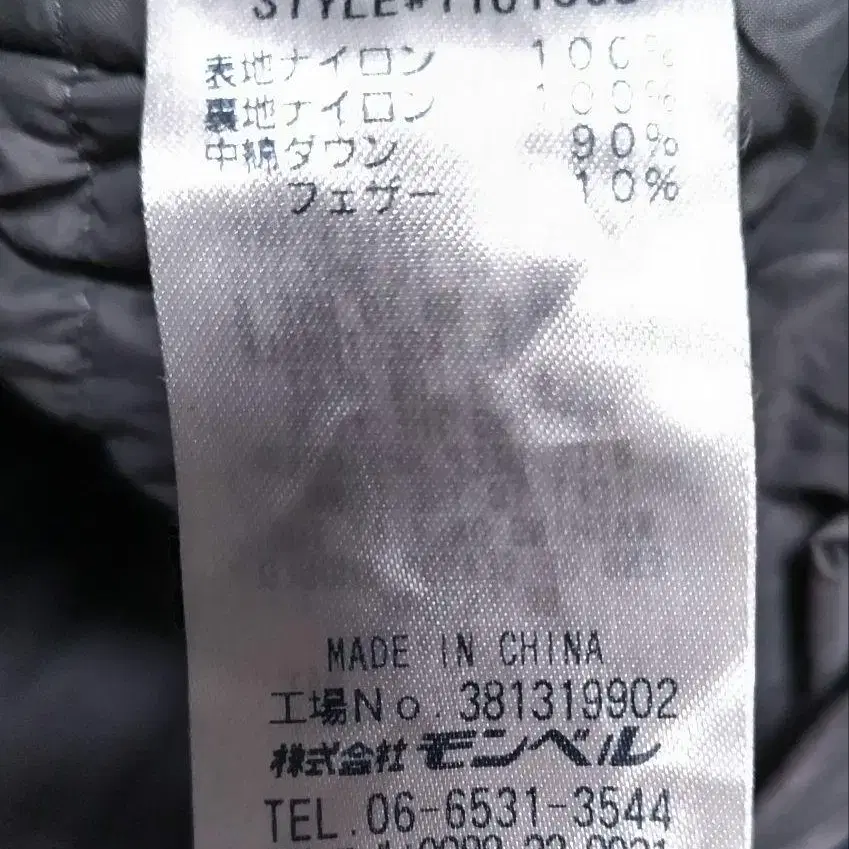 表地ナイロン 100%
裏地ナイロン 100%
中綿ダウン 90%
フェザー 10%
MADE IN CHINA
工場No. 381319902
株式会社モンベル
TEL.06-6531-3544